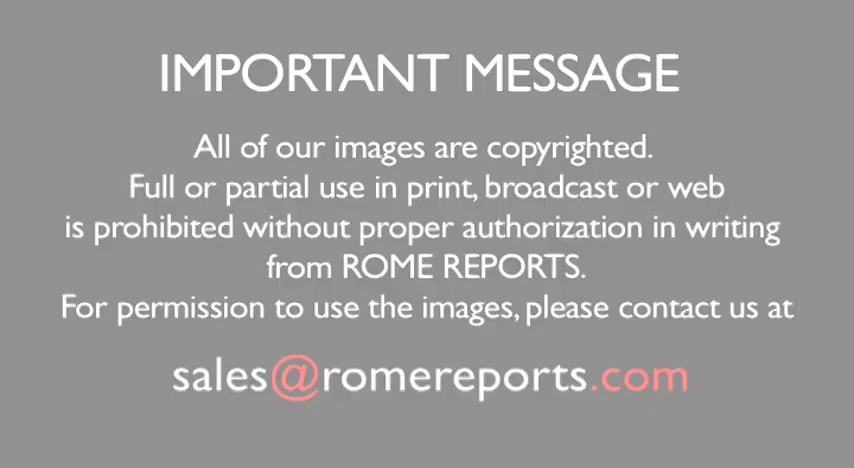 IMPORTANT MESSAGE
All of our images are copyrighted.
Full or partial use in print, broadcast or web
is prohibited without proper authorization in writing
from ROME REPORTS.
For permission to use the images, please contact us at
sales@romereports.com